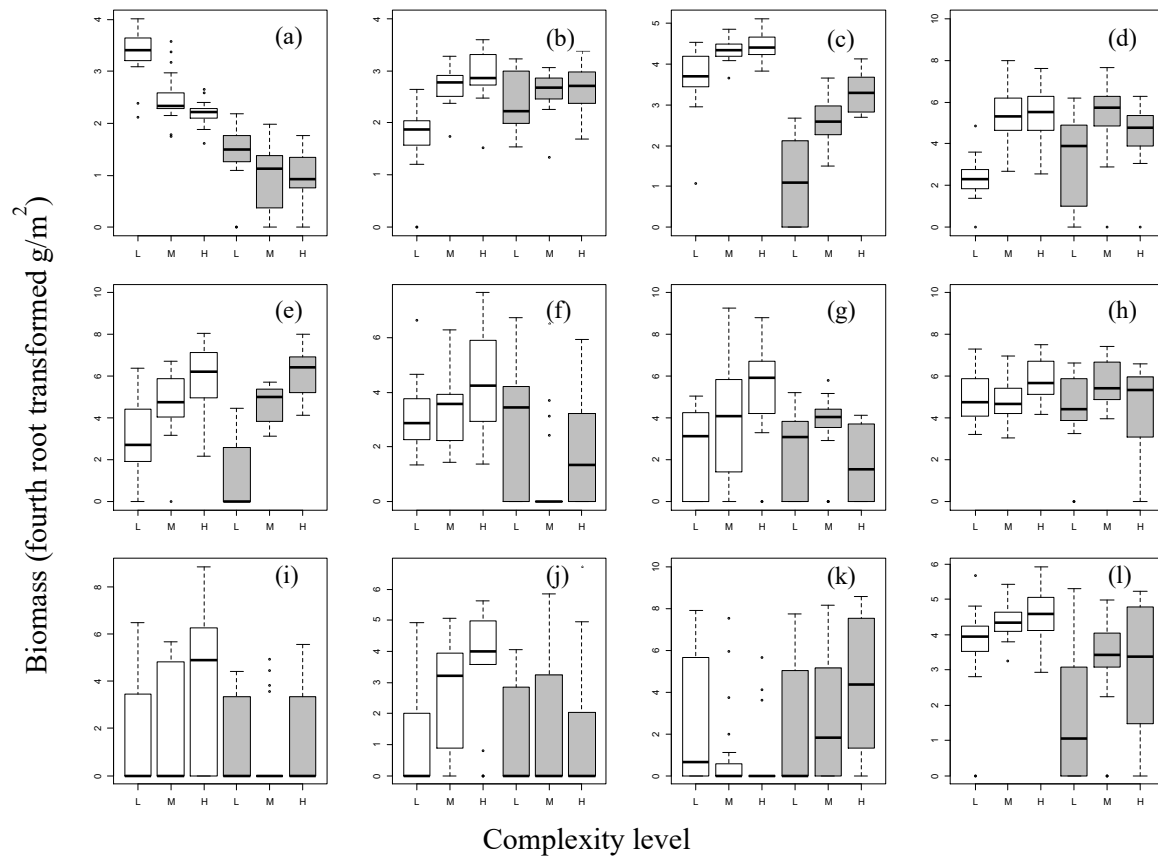 Biomass (fourth root transformed g/m²)
(a) (b) (c) (d)
4 3 2 1 0
4 3 2 1 0
5 4 3 2 1 0
10 8 6 4 2 0
L M H L M H
L M H L M H
L M H L M H
L M H L M H
(e) (f) (g) (h)
10 8 6 4 2 0
6 4 2 0
10 8 6 4 2 0
10 8 6 4 2 0
L M H L M H
L M H L M H
L M H L M H
L M H L M H
(i) (j) (k) (l)
8 6 4 2 0
6 5 4 3 2 1 0
10 8 6 4 2 0
6 5 4 3 2 1 0
L M H L M H
L M H L M H
L M H L M H
L M H L M H
Complexity level